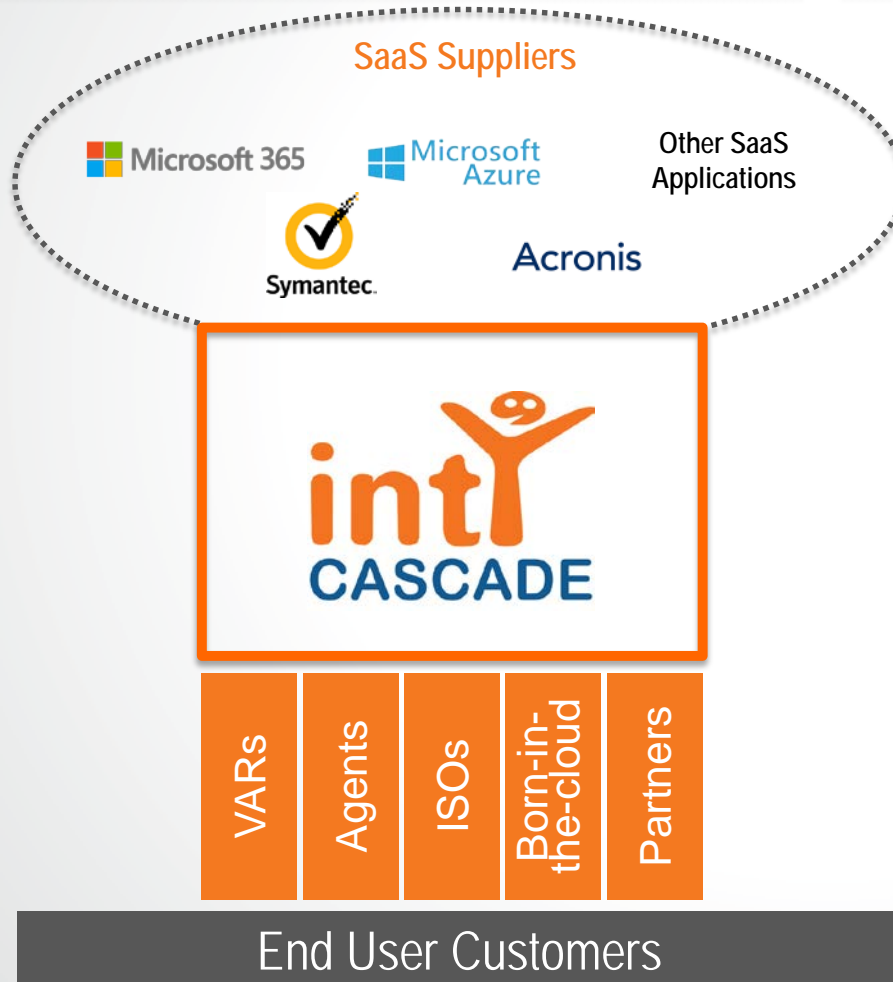 SaaS Suppliers
Microsoft 365
Microsoft
Azure
Other SaaS
Applications
Symantec.
Acronis
intY
CASCADE
VARs
Agents
ISOs
Born-in-
the-cloud
Partners
End User Customers